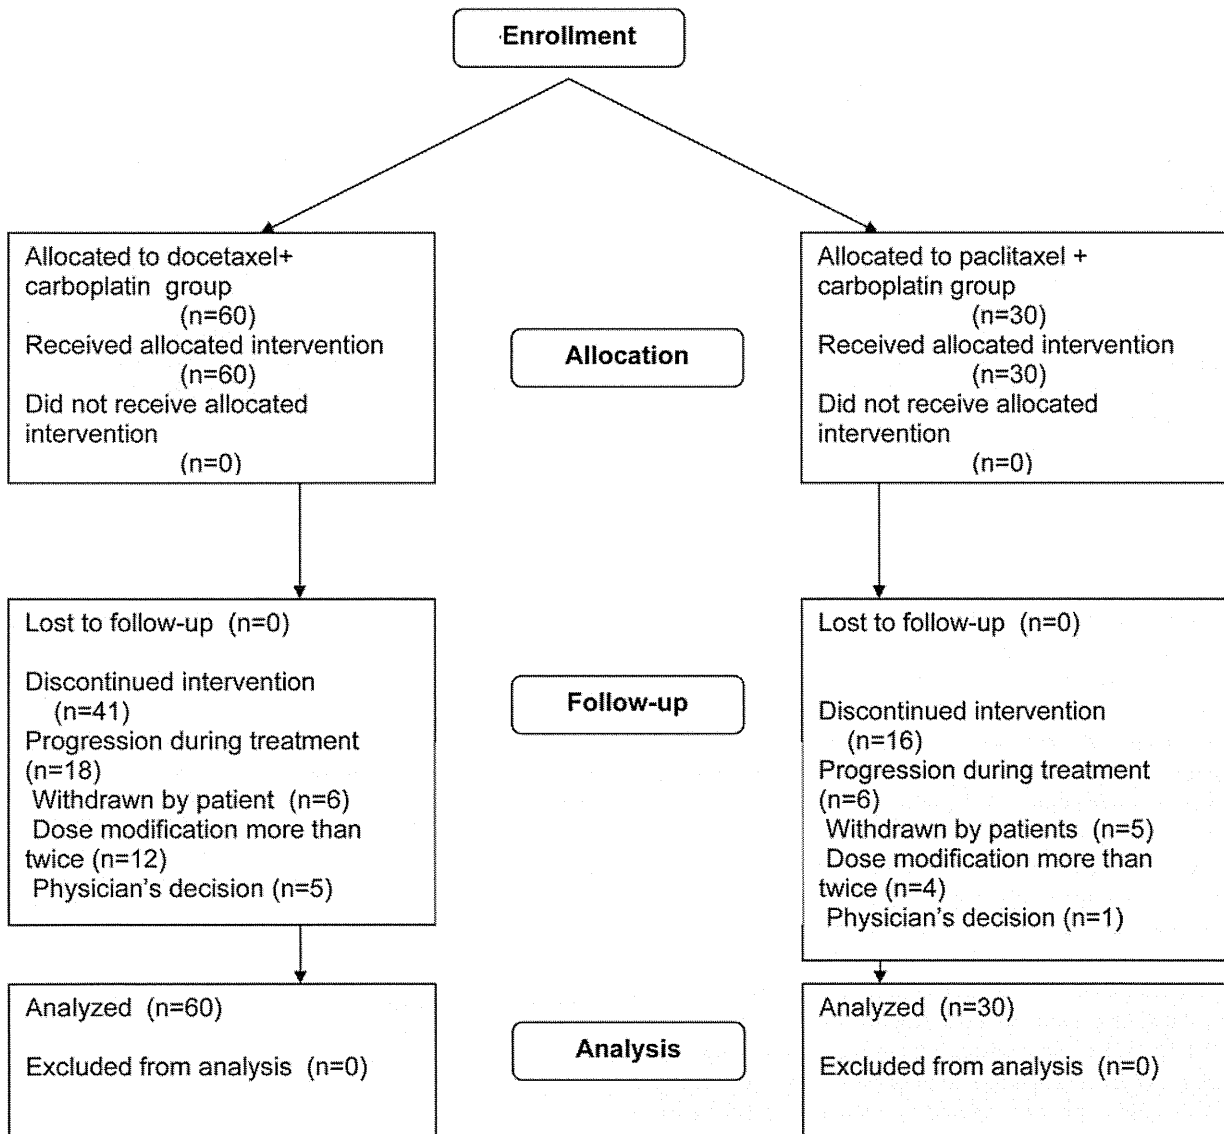 Enrollment
Allocated to docetaxel+
carboplatin group
(n=60)
Received allocated intervention
(n=60)
Did not receive allocated
intervention
(n=0)
Allocation
Allocated to paclitaxel +
carboplatin group
(n=30)
Received allocated intervention
(n=30)
Did not receive allocated
intervention
(n=0)
Lost to follow-up (n=0)
Discontinued intervention
(n=41)
Progression during treatment
(n=18)
Withdrawn by patient (n=6)
Dose modification more than
twice (n=12)
Physician's decision (n=5)
Follow-up
Lost to follow-up (n=0)
Discontinued intervention
(n=16)
Progression during treatment
(n=6)
Withdrawn by patients (n=5)
Dose modification more than
twice (n=4)
Physician's decision (n=1)
Analyzed (n=60)
Excluded from analysis (n=0)
Analysis
Analyzed (n=30)
Excluded from analysis (n=0)